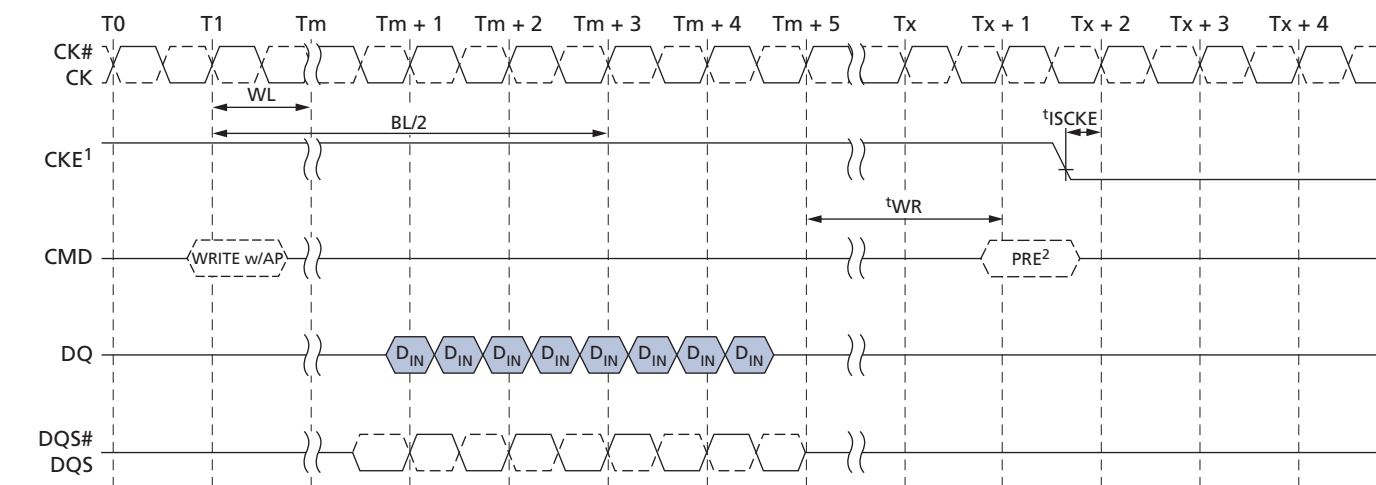 T0 T1 Tm Tm + 1 Tm + 2 Tm + 3 Tm + 4 Tm + 5 Tx Tx + 1 Tx + 2 Tx + 3 Tx + 4
CK#
CK
WL
BL/2
tISCKE
CKE1
tWR
CMD WRITE w/AP PRE2
DQ DIN DIN DIN DIN DIN DIN DIN DIN
DQS#
DQS